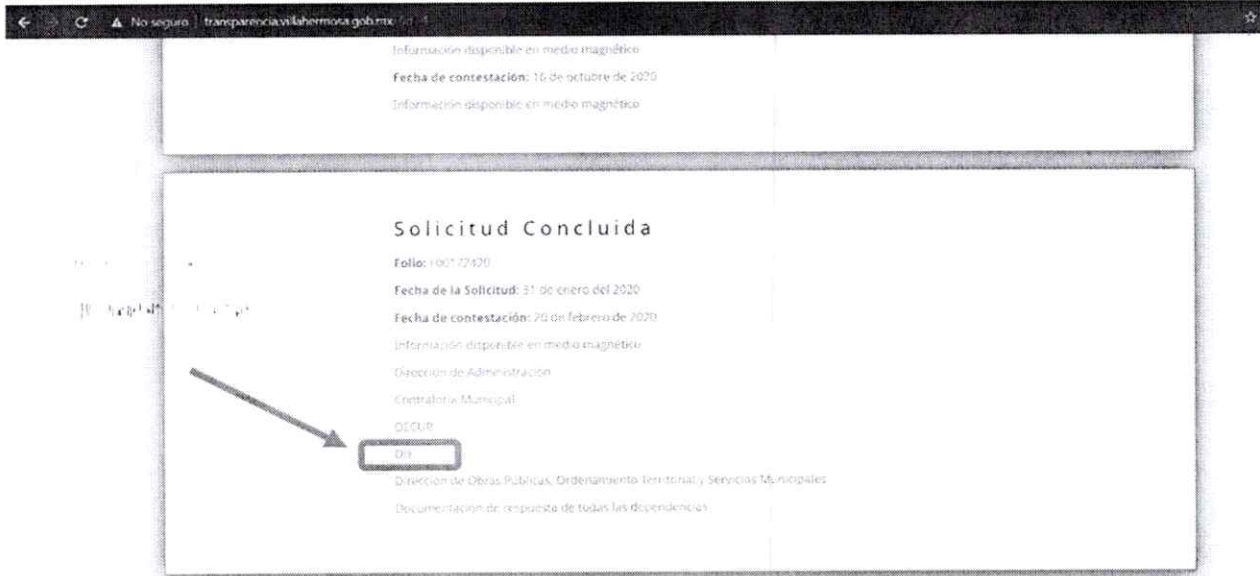 No seguro transparencia.villahermosa.gob.mx
Información disponible en medio magnético
Fecha de contestación: 16 de octubre de 2020
Información disponible en medio magnético
Solicitud Concluida
Folio:
Fecha de la Solicitud: 31 de enero del 2020
Fecha de contestación: 20 de febrero de 2020
Información disponible en medio magnético
Dirección de Administración
Contraloría Municipal
DECUR
DIF
Dirección de Obras Públicas, Ordenamiento Territorial y Servicios Municipales
Documentación de respuesta de todas las dependencias